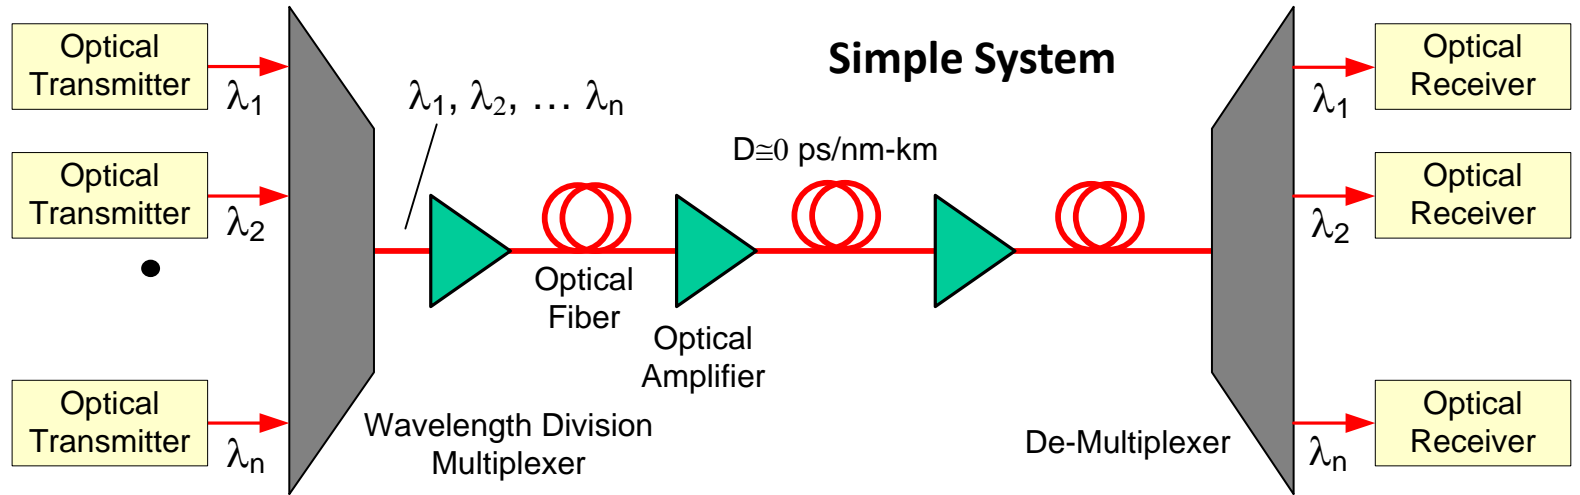 Simple System
Optical
Transmitter
λ1
Optical
Transmitter
λ2
Optical
Transmitter
λn
λ1, λ2, … λn
Optical
Fiber
D≅0 ps/nm-km
Optical
Amplifier
Wavelength Division
Multiplexer
De-Multiplexer
λ1
Optical
Receiver
λ2
Optical
Receiver
λn
Optical
Receiver